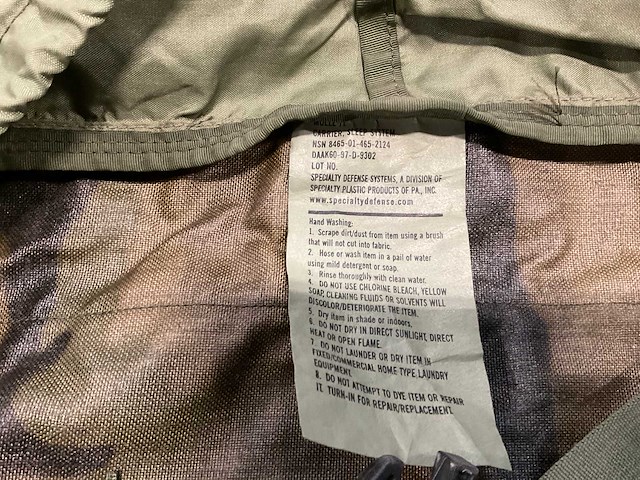 CARRIER, SLEEP SYSTEM
NSN 8465-01-465-2124
DAAK60-97-D-9302
LOT NO.
SPECIALTY DEFENSE SYSTEMS, A DIVISION OF
SPECIALTY PLASTIC PRODUCTS OF PA., INC.
www.specialtydefense.com
Hand Washing:
1. Scrape dirt/dust from item using a brush
that will not cut into fabric.
2. Hose or wash item in a pail of water
using mild detergent or soap.
3. Rinse thoroughly with clean water.
4. DO NOT USE CHLORINE BLEACH, YELLOW
SOAP, CLEANING FLUIDS OR SOLVENTS WILL
DISCOLOR/DETERIORATE THE ITEM.
5. Dry item in shade or indoors.
6. DO NOT DRY IN DIRECT SUNLIGHT, DIRECT
HEAT OR OPEN FLAME.
7. DO NOT LAUNDER OR DRY ITEM IN
FIXED/COMMERCIAL HOME TYPE LAUNDRY
EQUIPMENT.
8. DO NOT ATTEMPT TO DYE ITEM OR REPAIR
IT. TURN-IN FOR REPAIR/REPLACEMENT.